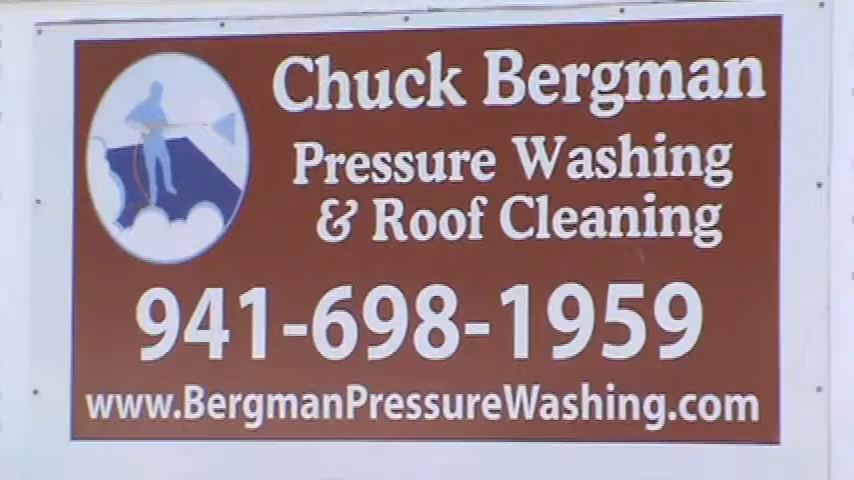 Chuck Bergman
Pressure Washing
& Roof Cleaning
941-698-1959
www.BergmanPressureWashing.com